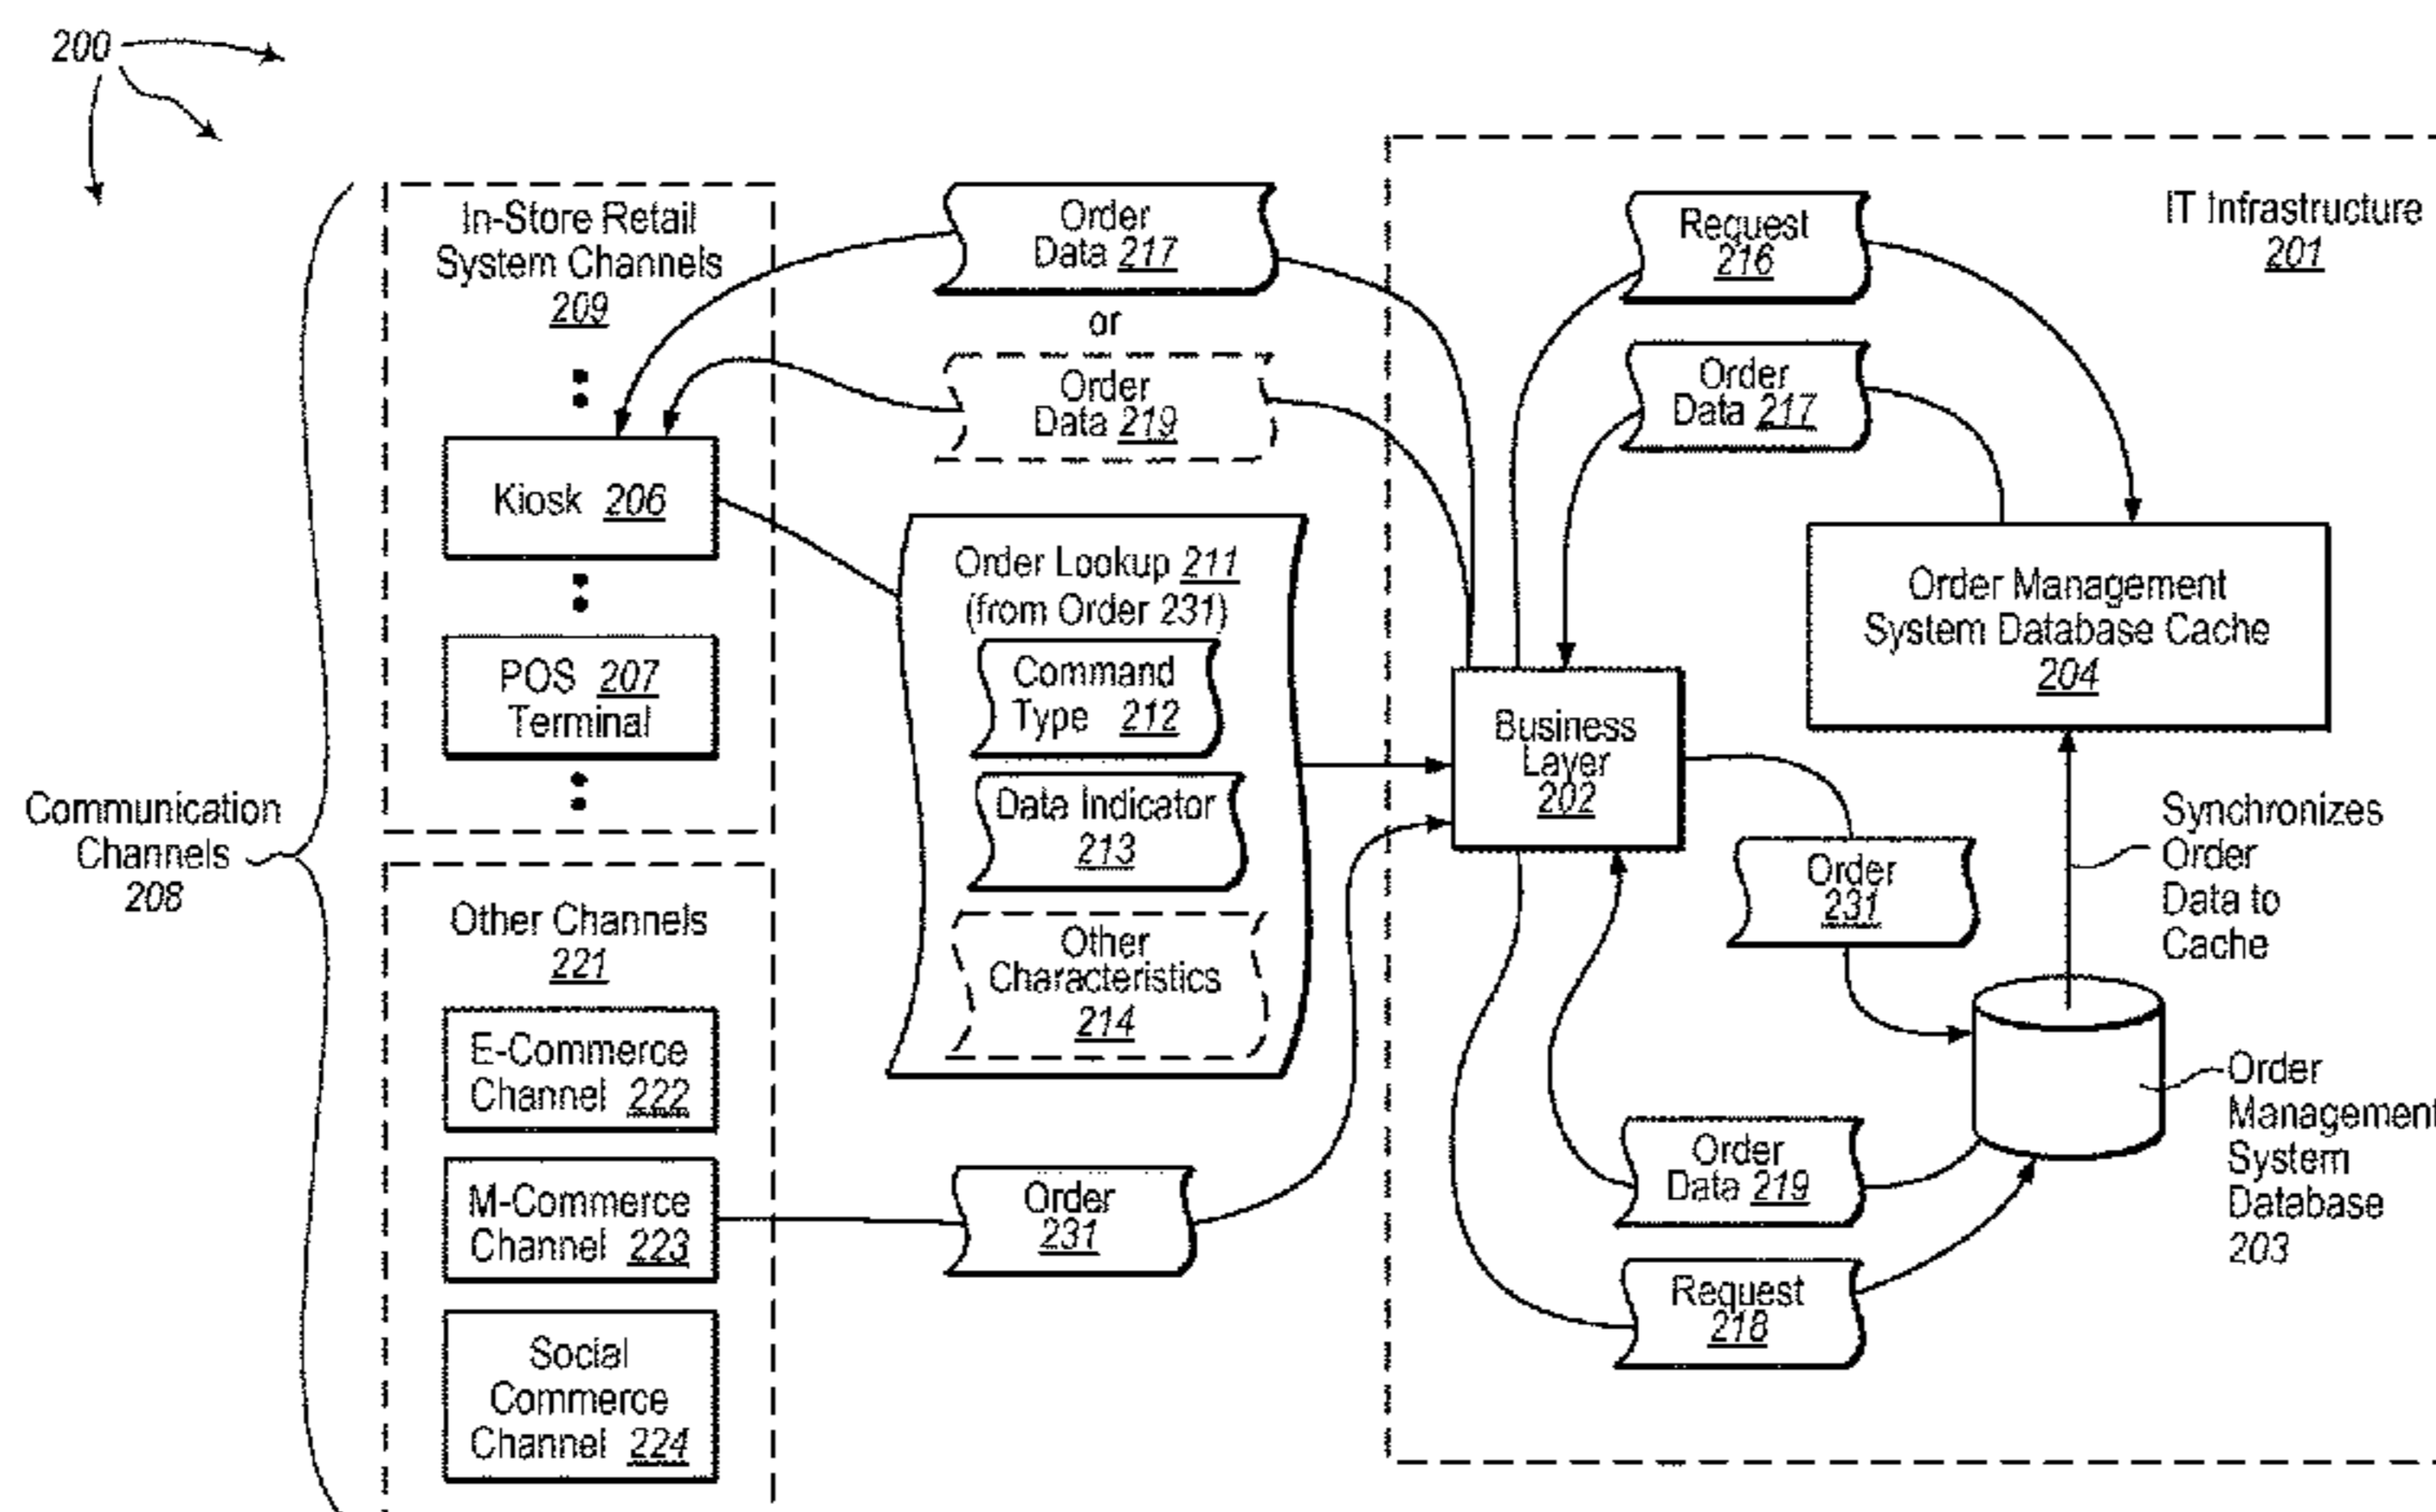 200
In-Store Retail
System Channels
209
Kiosk 206
POS 207
Terminal
Communication
Channels
208
Other Channels
221
E-Commerce
Channel 222
M-Commerce
Channel 223
Social
Commerce
Channel 224
Order
Data 217
or
Order
Data 219
Order Lookup 211
(from Order 231)
Command
Type 212
Data Indicator
213
Other
Characteristics
214
Order
231
IT Infrastructure
201
Request
216
Order
Data 217
Order Management
System Database Cache
204
Business
Layer
202
Order
231
Synchronizes
Order
Data to
Cache
Order
Data 219
Request
218
Order
Management
System
Database
203